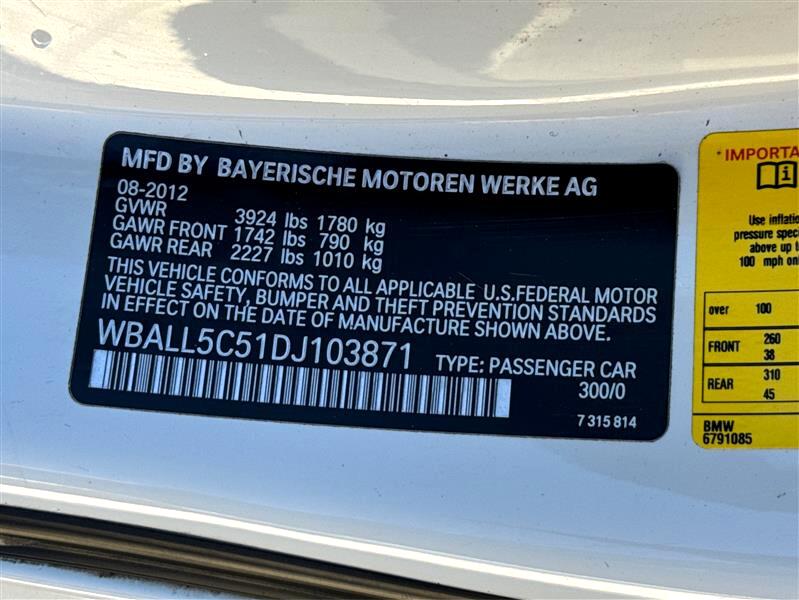 MFD BY BAYERISCHE MOTOREN WERKE AG
08-2012
GVWR 3924 lbs 1780 kg
GAWR FRONT 1742 lbs 790 kg
GAWR REAR 2227 lbs 1010 kg
THIS VEHICLE CONFORMS TO ALL APPLICABLE U.S.FEDERAL MOTOR
VEHICLE SAFETY, BUMPER AND THEFT PREVENTION STANDARDS
IN EFFECT ON THE DATE OF MANUFACTURE SHOWN ABOVE.
WBALL5C51DJ103871 TYPE: PASSENGER CAR
300/0
7 315 814
IMPORTA
i
Use inflatio
pressure spec
above up t
100 mph onl
over 100
FRONT 260
38
REAR 310
45
BMW
6791085